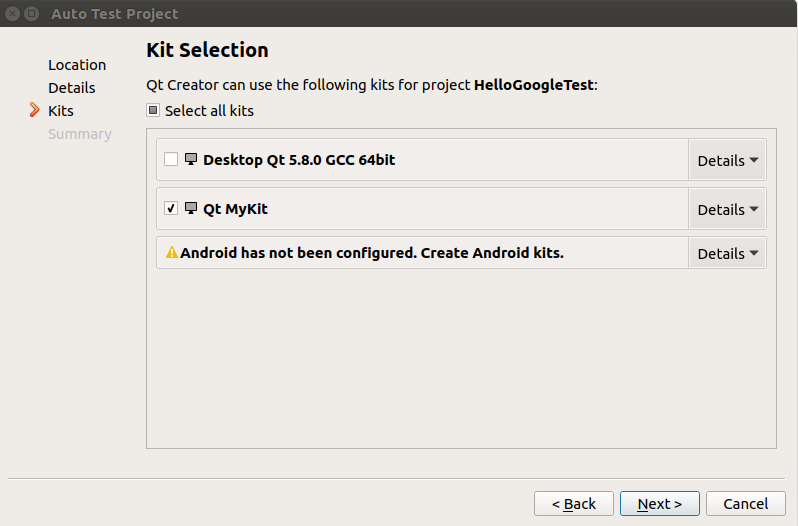 Auto Test Project
Location
Details
Kits
Summary
Kit Selection
Qt Creator can use the following kits for project HelloGoogleTest:
Select all kits
Desktop Qt 5.8.0 GCC 64bit
Details
Qt MyKit
Details
Android has not been configured. Create Android kits.
Details
< Back
Next >
Cancel